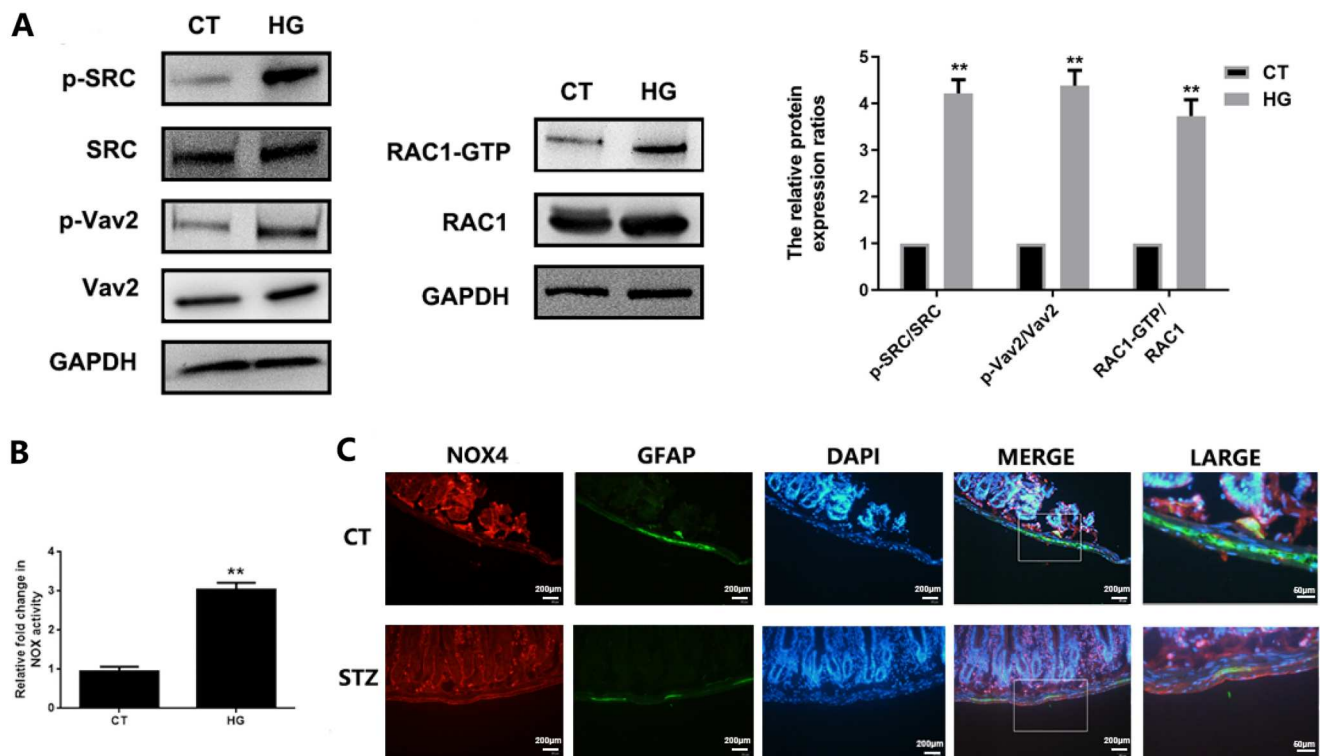 A
CT HG
p-SRC
SRC
p-Vav2
Vav2
GAPDH
CT HG
RAC1-GTP
RAC1
GAPDH
The relative protein
expression ratios
5
4
3
2
1
0
** ** **
CT
HG
p-SRC/SRC
p-Vav2/Vav2
RAC1-GTP/
RAC1
B
Relative fold change in
NOX activity
4
3
2
1
0
**
CT HG
C
NOX4 GFAP DAPI MERGE LARGE
CT
200μm 200μm 200μm 200μm 60μm
STZ
200μm 200μm 200μm 200μm 60μm